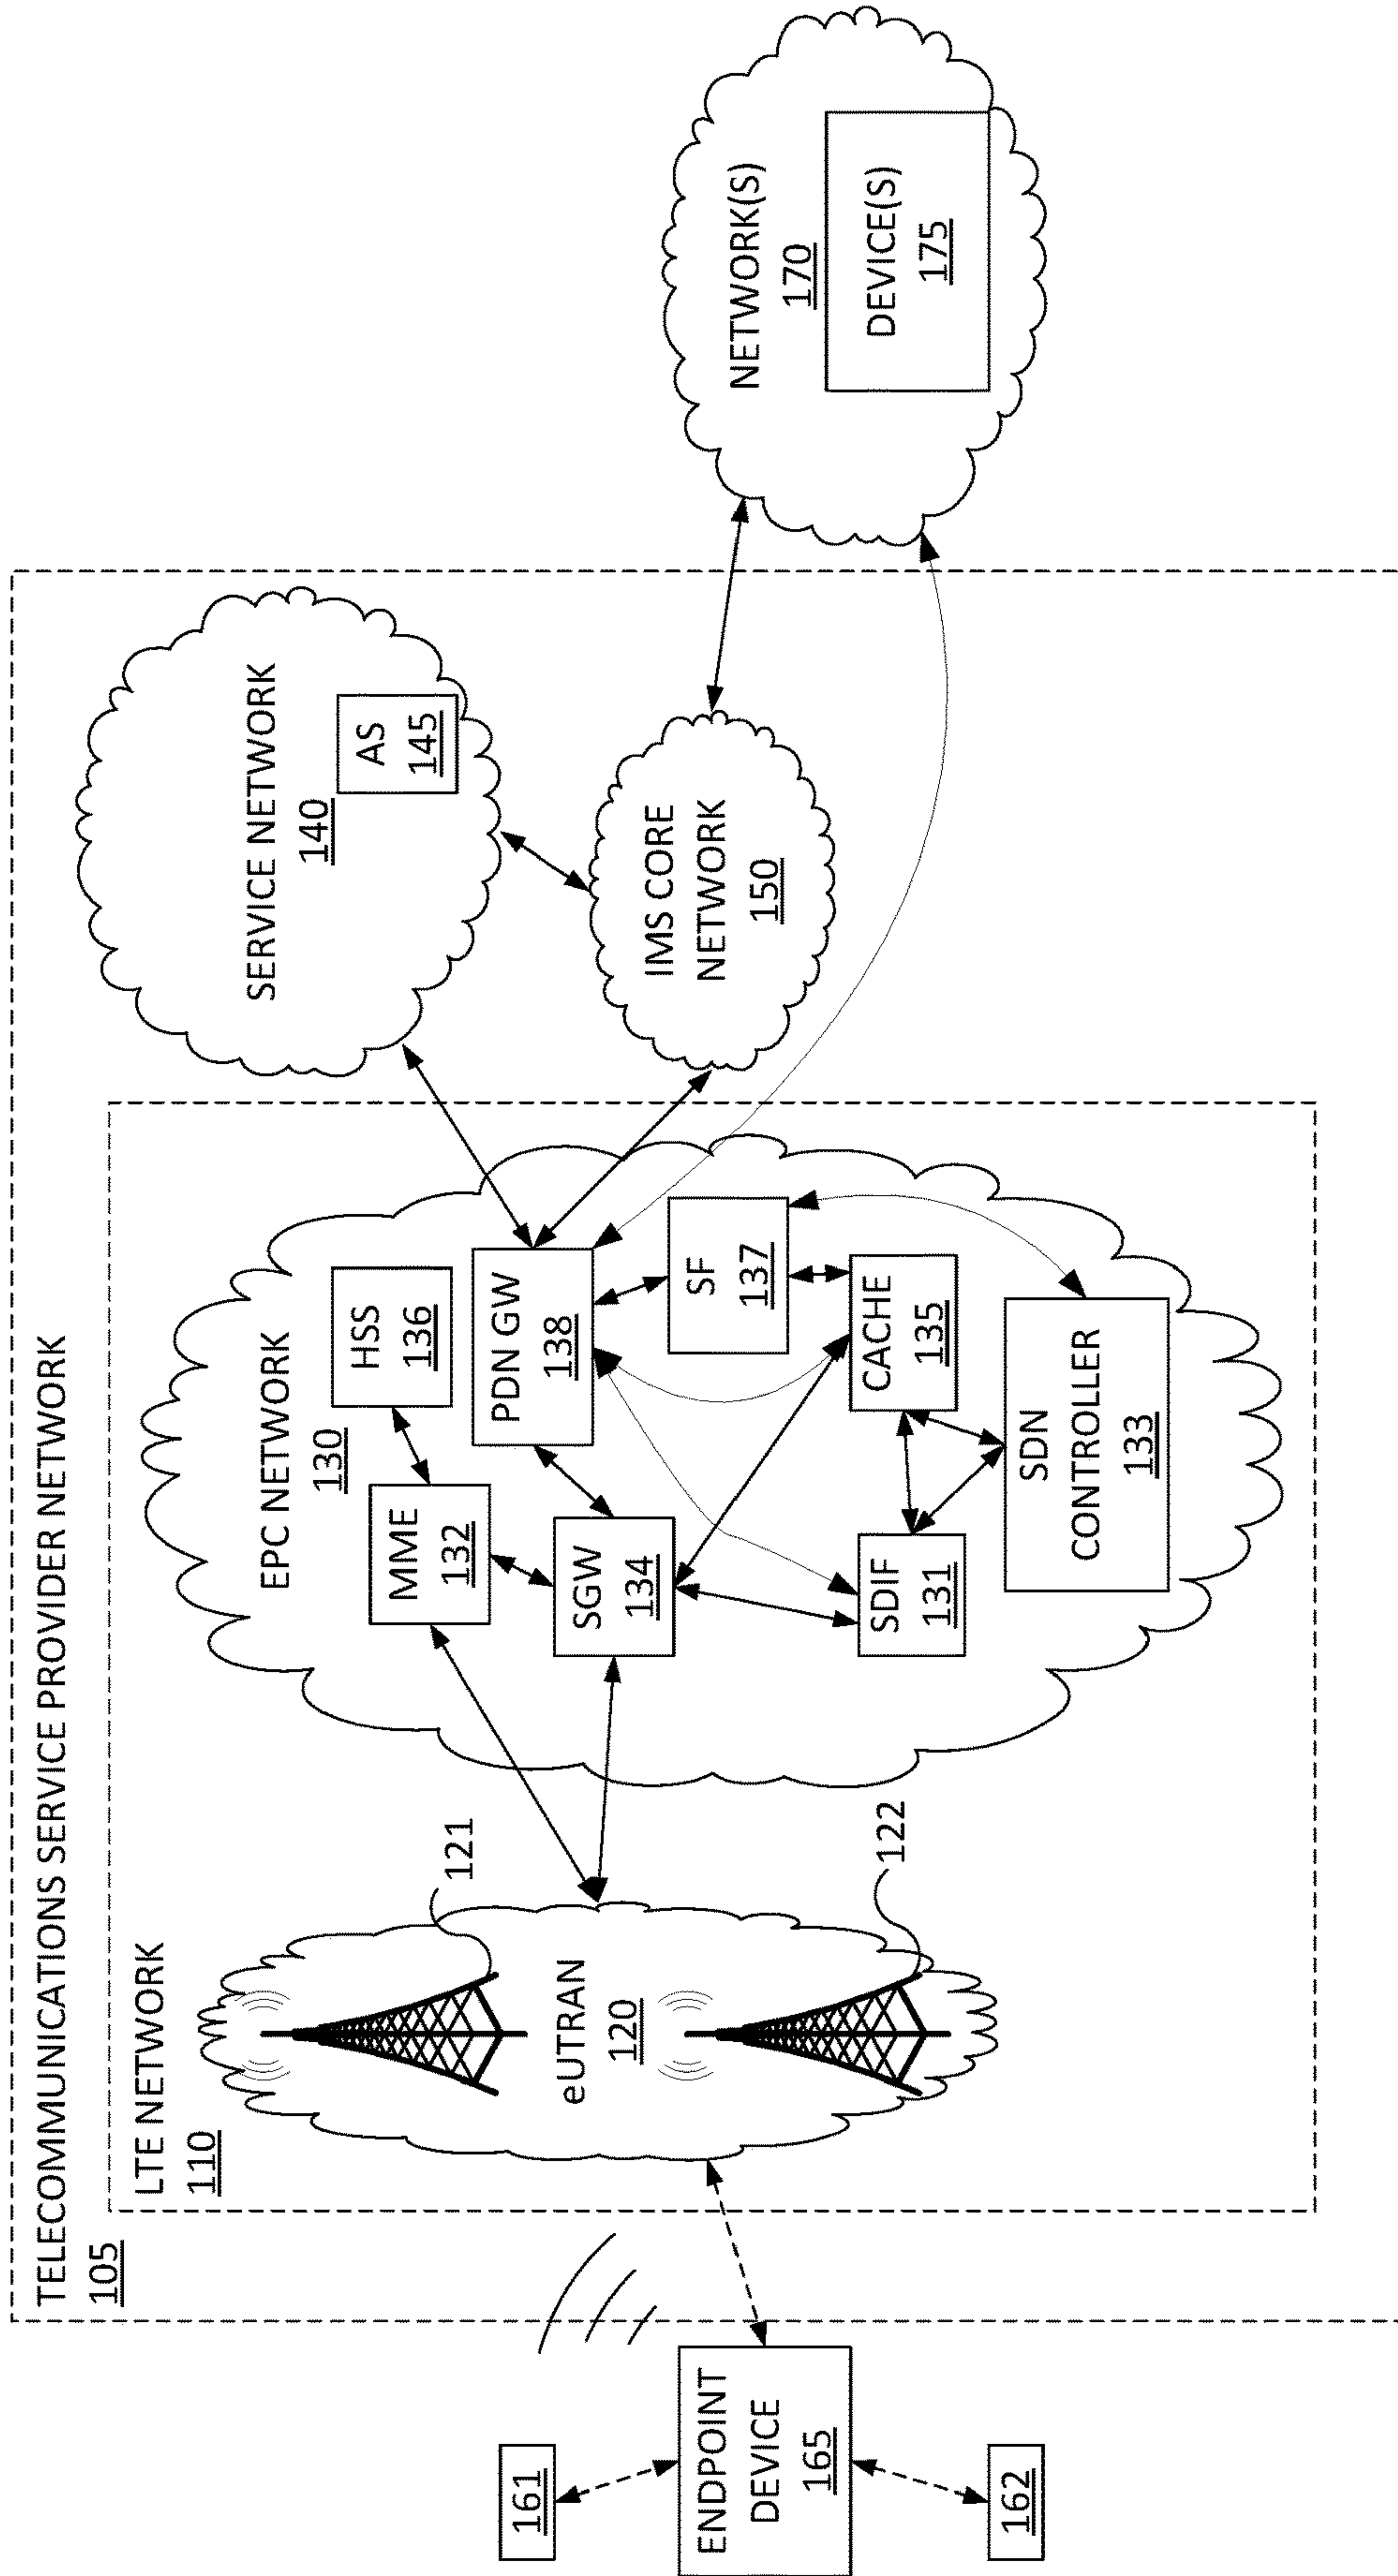 TELECOMMUNICATIONS SERVICE PROVIDER NETWORK
105
LTE NETWORK
110
161
ENDPOINT
DEVICE
165
162
121
eUTRAN
120
122
EPC NETWORK
130
MME
132
HSS
136
SGW
134
PDN GW
138
SF
137
SDIF
131
CACHE
135
SDN
CONTROLLER
133
SERVICE NETWORK
140
AS
145
IMS CORE
NETWORK
150
NETWORK(S)
170
DEVICE(S)
175